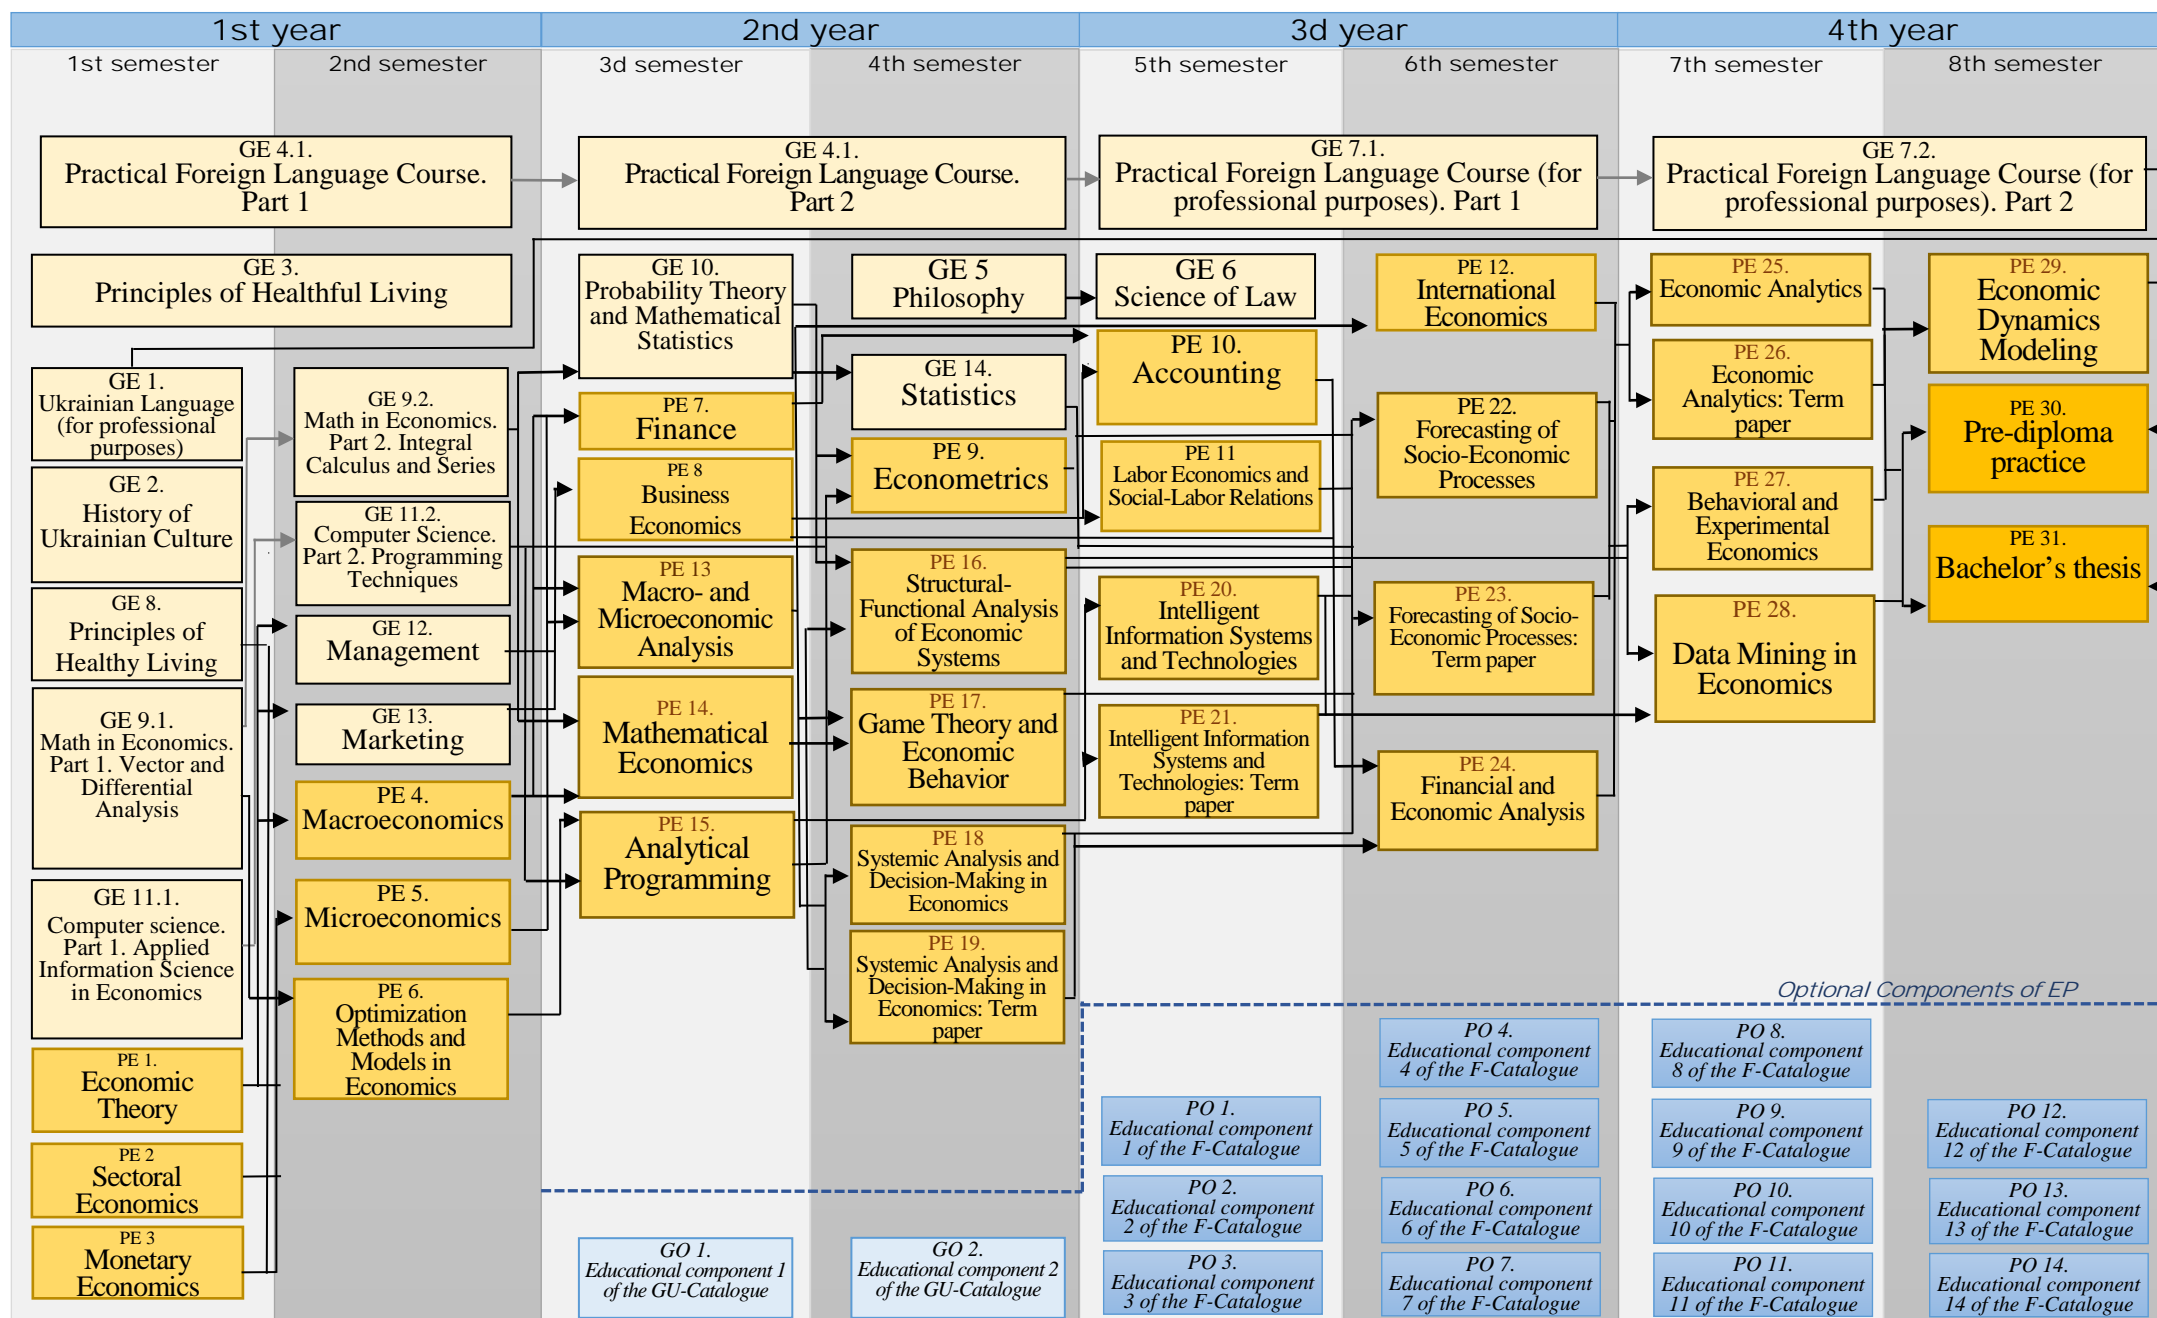 1st year
2nd year
3d year
4th year
1st semester
2nd semester
3d semester
4th semester
5th semester
6th semester
7th semester
8th semester
GE 4.1.
Practical Foreign Language Course.
Part 1
GE 4.1.
Practical Foreign Language Course.
Part 2
GE 7.1.
Practical Foreign Language Course (for
professional purposes). Part 1
GE 7.2.
Practical Foreign Language Course (for
professional purposes). Part 2
GE 3.
Principles of Healthful Living
GE 1.
Ukrainian Language
(for professional
purposes)
GE 2.
History of
Ukrainian Culture
GE 8.
Principles of
Healthy Living
GE 9.1.
Math in Economics.
Part 1. Vector and
Differential
Analysis
GE 11.1.
Computer science.
Part 1. Applied
Information Science
in Economics
PE 1.
Economic
Theory
PE 2
Sectoral
Economics
PE 3
Monetary
Economics
GE 9.2.
Math in Economics.
Part 2. Integral
Calculus and Series
GE 11.2.
Computer Science.
Part 2. Programming
Techniques
GE 12.
Management
GE 13.
Marketing
PE 4.
Macroeconomics
PE 5.
Microeconomics
PE 6.
Optimization
Methods and
Models in
Economics
GE 10.
Probability Theory
and Mathematical
Statistics
PE 7.
Finance
PE 8
Business
Economics
PE 13
Macro- and
Microeconomic
Analysis
PE 14.
Mathematical
Economics
PE 15.
Analytical
Programming
GO 1.
Educational component 1
of the GU-Catalogue
GE 5
Philosophy
GE 14.
Statistics
PE 9.
Econometrics
PE 16.
Structural-
Functional Analysis
of Economic
Systems
PE 17.
Game Theory and
Economic
Behavior
PE 18
Systemic Analysis and
Decision-Making in
Economics
PE 19.
Systemic Analysis and
Decision-Making in
Economics: Term
paper
GO 2.
Educational component 2
of the GU-Catalogue
GE 6
Science of Law
PE 10.
Accounting
PE 11
Labor Economics and
Social-Labor Relations
PE 20.
Intelligent
Information Systems
and Technologies
PE 21.
Intelligent Information
Systems and
Technologies: Term
paper
PO 1.
Educational component
1 of the F-Catalogue
PO 2.
Educational component
2 of the F-Catalogue
PO 3.
Educational component
3 of the F-Catalogue
PE 12.
International
Economics
PE 22.
Forecasting of
Socio-Economic
Processes
PE 23.
Forecasting of Socio-
Economic Processes:
Term paper
PE 24.
Financial and
Economic Analysis
PO 4.
Educational component
4 of the F-Catalogue
PO 5.
Educational component
5 of the F-Catalogue
PO 6.
Educational component
6 of the F-Catalogue
PO 7.
Educational component
7 of the F-Catalogue
PE 25.
Economic Analytics
PE 26.
Economic
Analytics: Term
paper
PE 27.
Behavioral and
Experimental
Economics
PE 28.
Data Mining in
Economics
Optional Components of EP
PO 8.
Educational component
8 of the F-Catalogue
PO 9.
Educational component
9 of the F-Catalogue
PO 10.
Educational component
10 of the F-Catalogue
PO 11.
Educational component
11 of the F-Catalogue
PE 29.
Economic
Dynamics
Modeling
PE 30.
Pre-diploma
practice
PE 31.
Bachelor’s thesis
PO 12.
Educational component
12 of the F-Catalogue
PO 13.
Educational component
13 of the F-Catalogue
PO 14.
Educational component
14 of the F-Catalogue